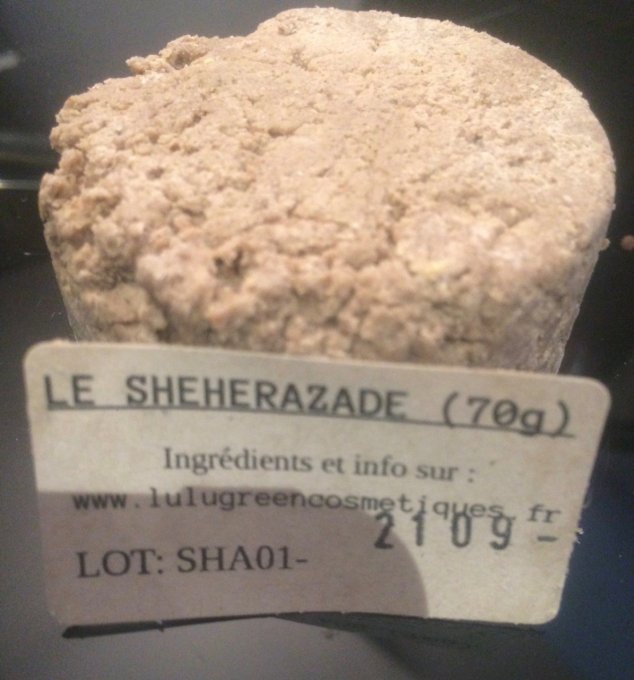 LE SHEHERAZADE (70g)
Ingrédients et info sur :
www.lulugreencosmetiques.fr
2109-
LOT: SHA01-